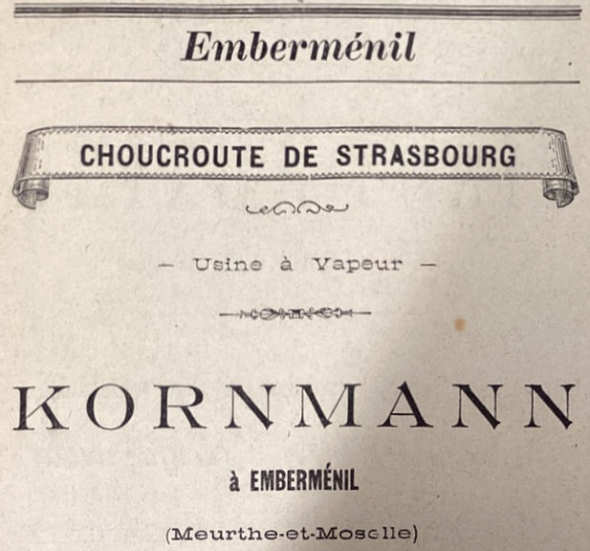 Emberménil
CHOUCROUTE DE STRASBOURG
— Usine à Vapeur —
KORNMANN
à EMBERMÉNIL
(Meurthe-et-Moselle)